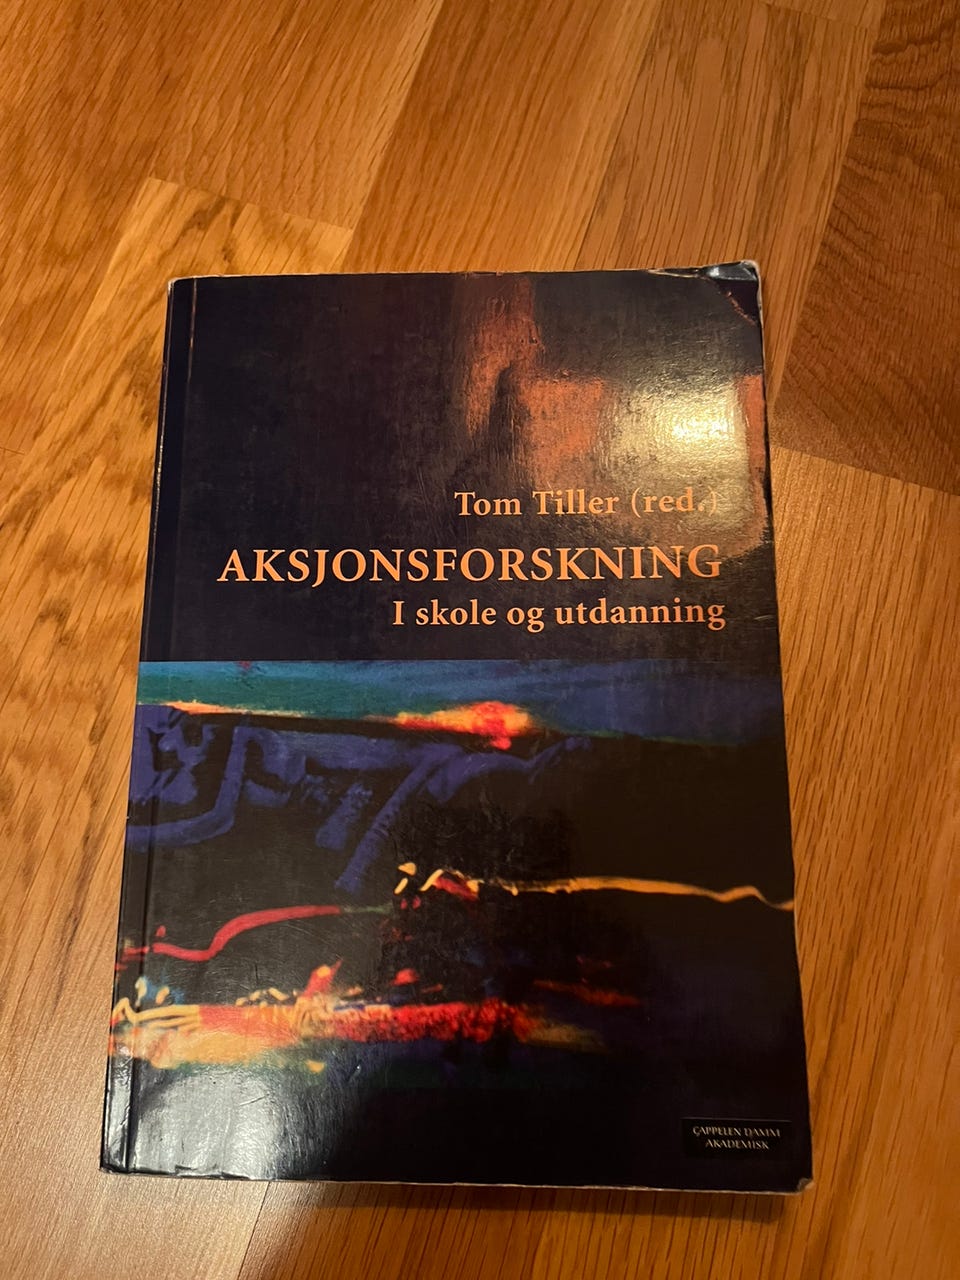 Tom Tiller (red.)
AKSJONSFORSKNING
I skole og utdanning
CAPPELEN DAMM
AKADEMISK